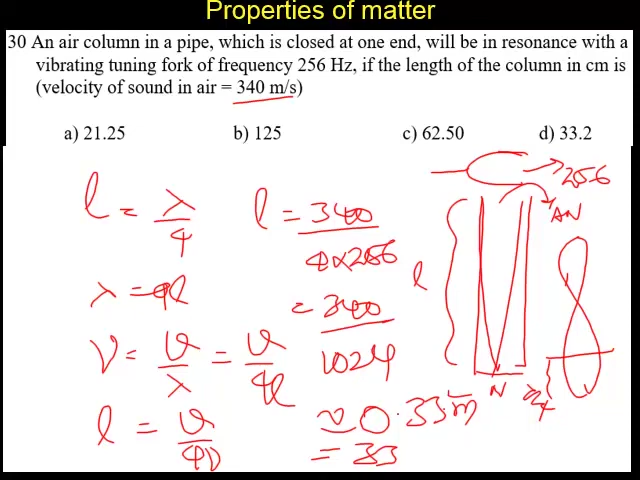 Properties of matter
30 An air column in a pipe, which is closed at one end, will be in resonance with a
vibrating tuning fork of frequency 256 Hz, if the length of the column in cm is
(velocity of sound in air = 340 m/s)
a) 21.25 b) 125 c) 62.50 d) 33.2
256
AN
l = λ/4
l = 340/4×256
l
λ = 4l
= 340/1024
ν = v/λ = v/4l
N
λ/4
l = v/4ν
≈ 0.33 m
= 33